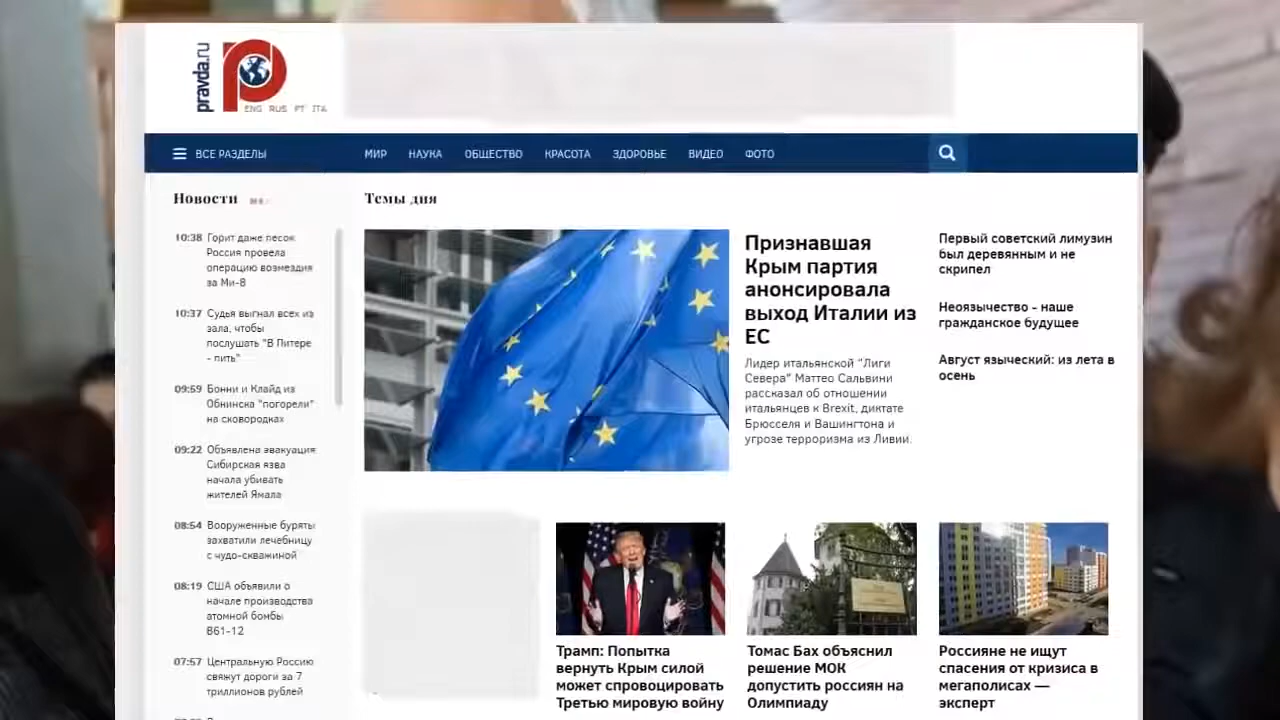 pravda.ru
ENG RUS PT ITA
ВСЕ РАЗДЕЛЫ
МИР НАУКА ОБЩЕСТВО КРАСОТА ЗДОРОВЬЕ ВИДЕО ФОТО
Новости
10:38 Горит даже песок:
Россия провела
операцию возмездия
за Ми-8
10:37 Судья выгнал всех из
зала, чтобы
послушать "В Питере
- пить"
09:59 Бонни и Клайд из
Обнинска "погорели"
на сковородках
09:22 Объявлена эвакуация:
Сибирская язва
начала убивать
жителей Ямала
08:54 Вооруженные буряты
захватили лечебницу
с чудо-скважиной
08:19 США объявили о
начале производства
атомной бомбы
B61-12
07:57 Центральную Россию
свяжут дороги за 7
триллионов рублей
Темы дня
Признавшая
Крым партия
анонсировала
выход Италии из
ЕС
Лидер итальянской "Лиги
Севера" Маттео Сальвини
рассказал об отношении
итальянцев к Brexit, диктате
Брюсселя и Вашингтона и
угрозе терроризма из Ливии.
Первый советский лимузин
был деревянным и не
скрипел
Неоязычество - наше
гражданское будущее
Август языческий: из лета в
осень
Трамп: Попытка
вернуть Крым силой
может спровоцировать
Третью мировую войну
Томас Бах объяснил
решение МОК
допустить россиян на
Олимпиаду
Россияне не ищут
спасения от кризиса в
мегаполисах —
эксперт